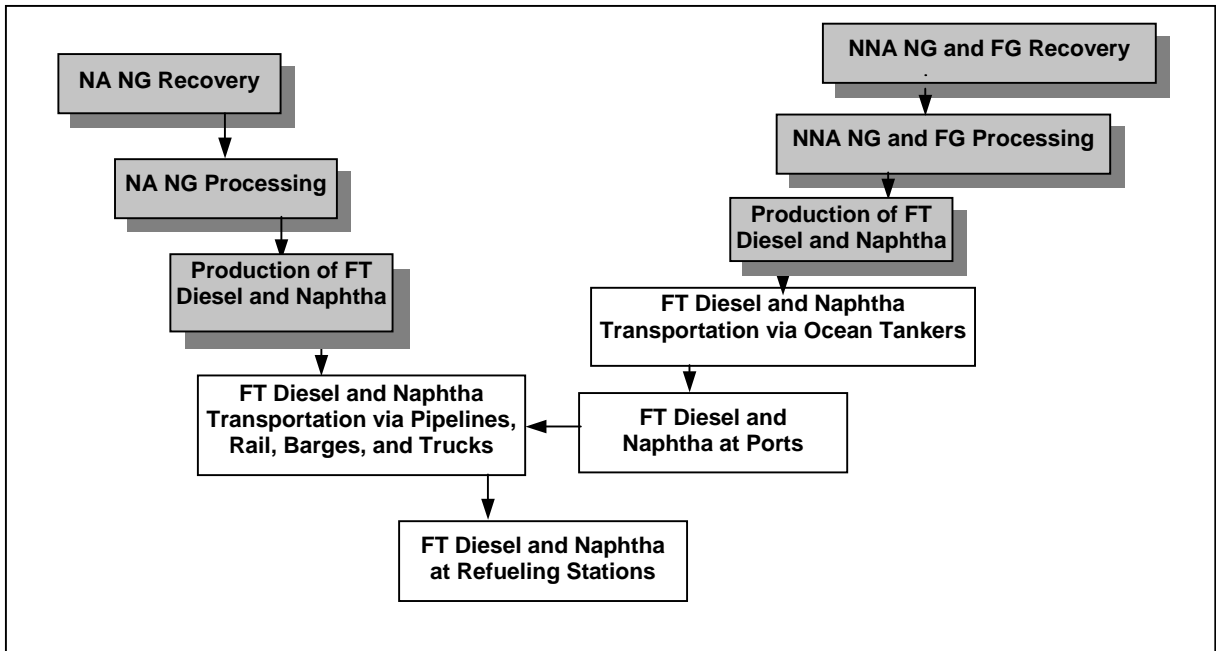 NA NG Recovery
NA NG Processing
Production of FT
Diesel and Naphtha
NNA NG and FG Recovery
NNA NG and FG Processing
Production of FT
Diesel and Naphtha
FT Diesel and Naphtha
Transportation via Ocean Tankers
FT Diesel and
Naphtha at Ports
FT Diesel and Naphtha
Transportation via Pipelines,
Rail, Barges, and Trucks
FT Diesel and Naphtha
at Refueling Stations